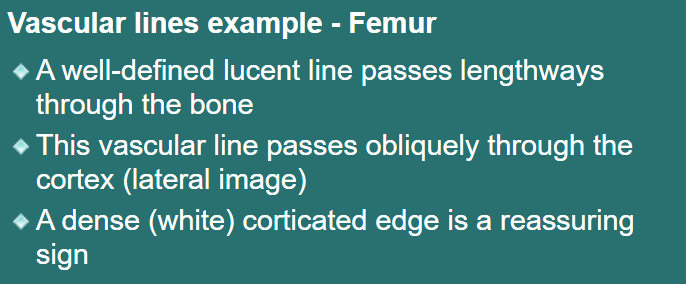 Vascular lines example - Femur
A well-defined lucent line passes lengthways
through the bone
This vascular line passes obliquely through the
cortex (lateral image)
A dense (white) corticated edge is a reassuring
sign